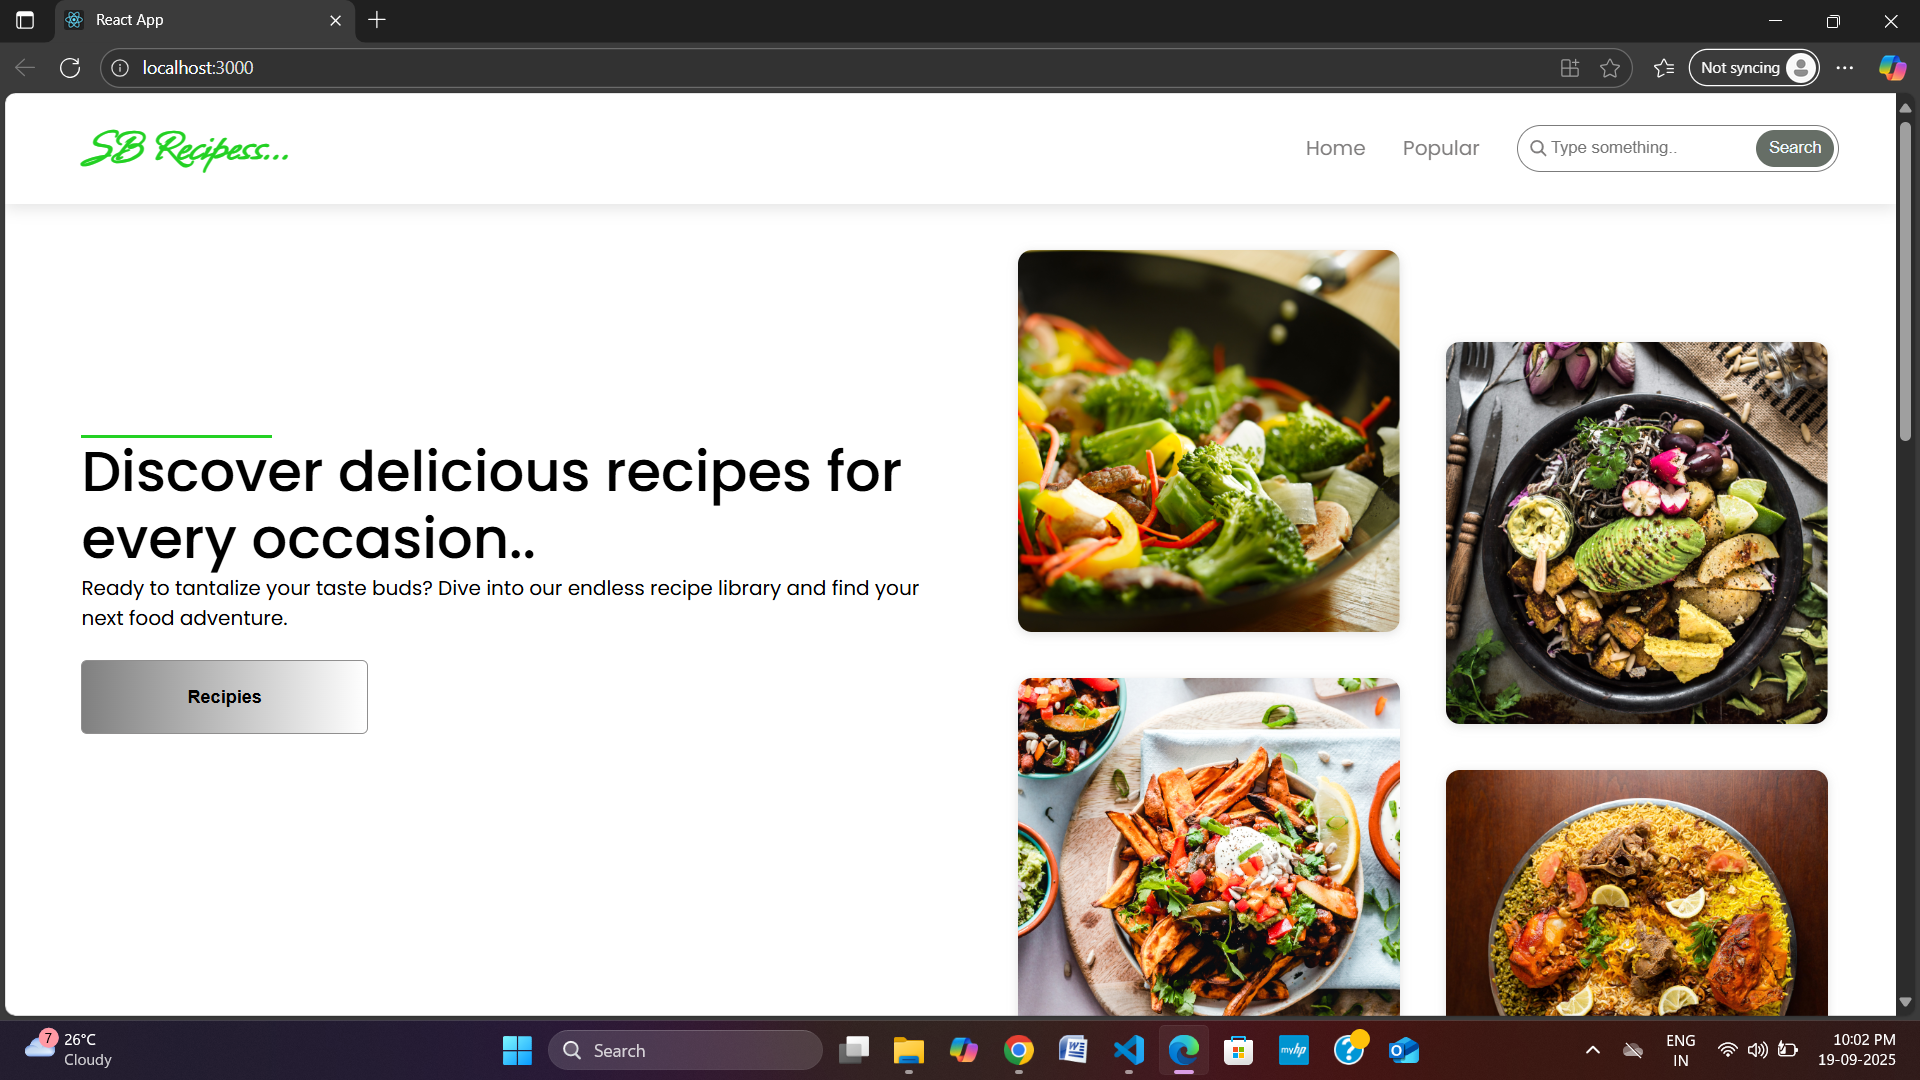 React App
localhost:3000
Not syncing
SB Recipess...
Home
Popular
Type something..
Search
Discover delicious recipes for
every occasion..
Ready to tantalize your taste buds? Dive into our endless recipe library and find your
next food adventure.
Recipies
7
26°C
Cloudy
Search
myhp
ENG
IN
10:02 PM
19-09-2025